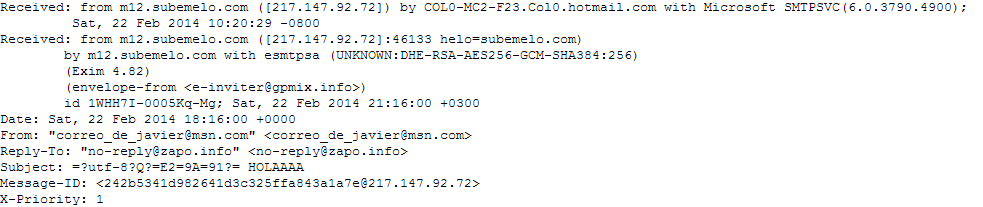 Received: from m12.subemelo.com ([217.147.92.72]) by COL0-MC2-F23.Col0.hotmail.com with Microsoft SMTPSVC(6.0.3790.4900);
Sat, 22 Feb 2014 10:20:29 -0800
Received: from m12.subemelo.com ([217.147.92.72]:46133 helo=subemelo.com)
by m12.subemelo.com with esmtpsa (UNKNOWN:DHE-RSA-AES256-GCM-SHA384:256)
(Exim 4.82)
(envelope-from <e-inviter@gpmix.info>)
id 1WHH7I-0005Kq-Mg; Sat, 22 Feb 2014 21:16:00 +0300
Date: Sat, 22 Feb 2014 18:16:00 +0000
From: "correo_de_javier@msn.com" <correo_de_javier@msn.com>
Reply-To: "no-reply@zapo.info" <no-reply@zapo.info>
Subject: =?utf-8?Q?=E2=9A=91?= HOLAAAA
Message-ID: <242b5341d982641d3c325ffa843a1a7e@217.147.92.72>
X-Priority: 1